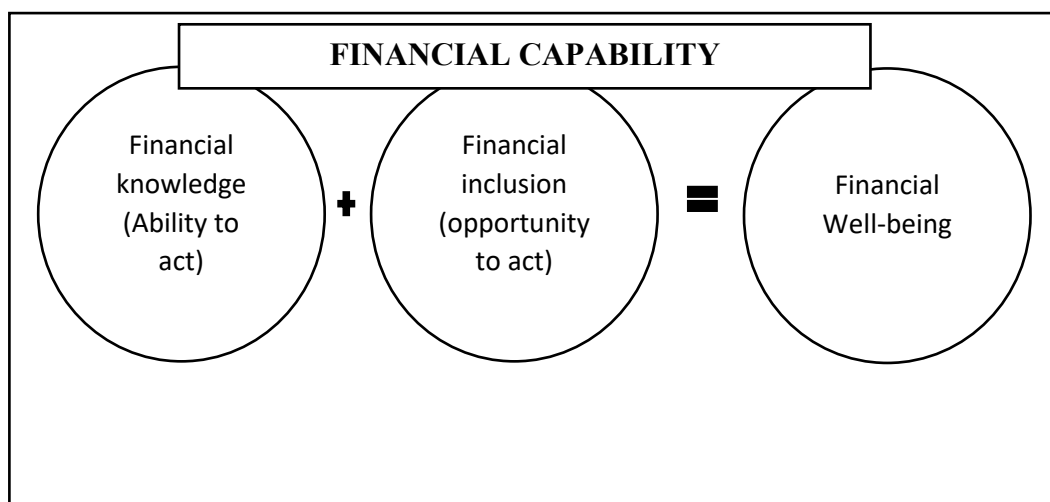 FINANCIAL CAPABILITY
Financial
knowledge
(Ability to
act)
+
Financial
inclusion
(opportunity
to act)
=
Financial
Well-being